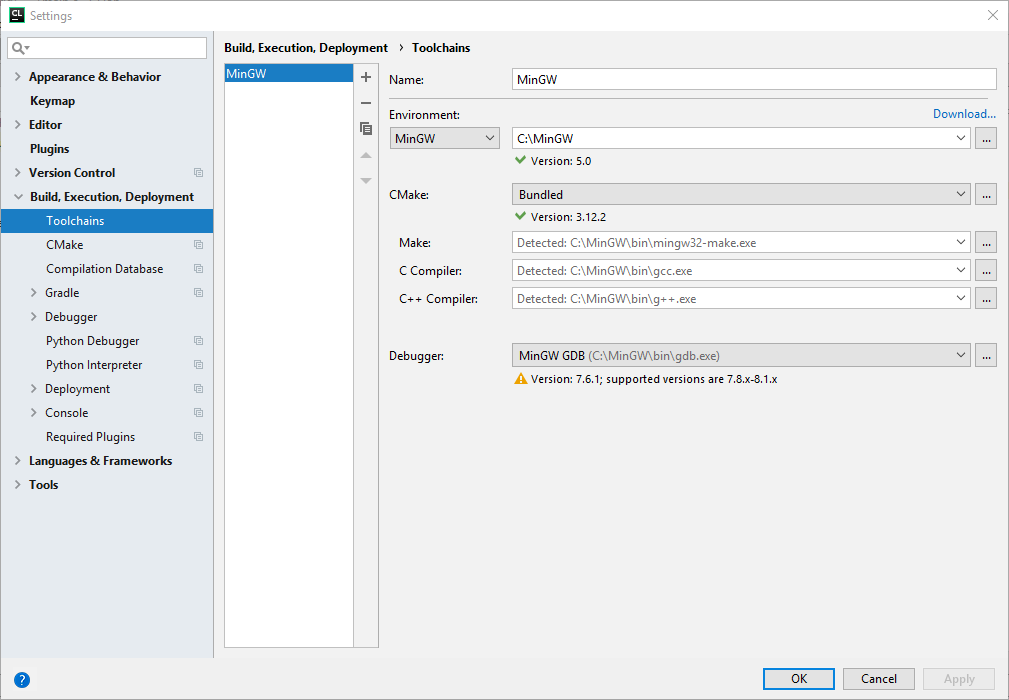 CL Settings
Appearance & Behavior
Keymap
Editor
Plugins
Version Control
Build, Execution, Deployment
Toolchains
CMake
Compilation Database
Gradle
Debugger
Python Debugger
Python Interpreter
Deployment
Console
Required Plugins
Languages & Frameworks
Tools
?
Build, Execution, Deployment › Toolchains
MinGW
Name: MinGW
Environment: Download...
MinGW C:\MinGW ...
Version: 5.0
CMake: Bundled ...
Version: 3.12.2
Make: Detected: C:\MinGW\bin\mingw32-make.exe ...
C Compiler: Detected: C:\MinGW\bin\gcc.exe ...
C++ Compiler: Detected: C:\MinGW\bin\g++.exe ...
Debugger: MinGW GDB (C:\MinGW\bin\gdb.exe) ...
Version: 7.6.1; supported versions are 7.8.x-8.1.x
OK Cancel Apply